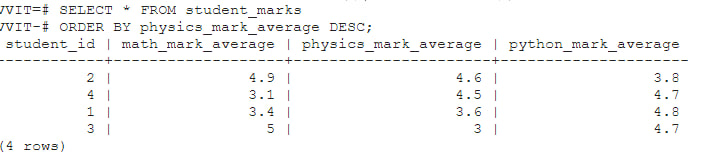 VVIT=# SELECT * FROM student_marks
VVIT-# ORDER BY physics_mark_average DESC;
 student_id | math_mark_average | physics_mark_average | python_mark_average
------------+-------------------+----------------------+---------------------
          2 |               4.9 |                  4.6 |                 3.8
          4 |               3.1 |                  4.5 |                 4.7
          1 |               3.4 |                  3.6 |                 4.8
          3 |                 5 |                    3 |                 4.7
(4 rows)